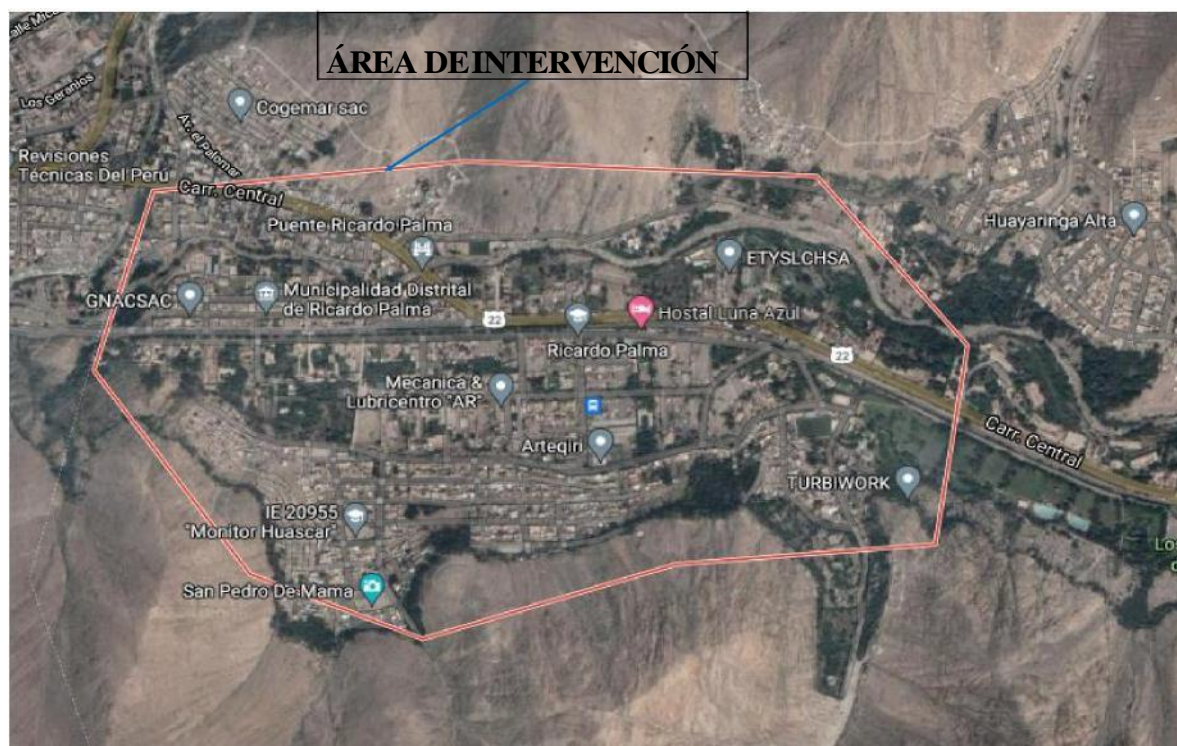 ÁREA DE INTERVENCIÓN
Los Geranios
Cogemar sac
Av. el Palomar
Revisiones
Técnicas Del Perú
Carr. Central
Huayaringa Alta
Puente Ricardo Palma
ETYSLCHSA
GNACSAC
Municipalidad Distrital
de Ricardo Palma
22
Hostal Luna Azul
Ricardo Palma
22
Mecanica &
Lubricentro "AR"
Carr. Central
Arteqiri
TURBIWORK
IE 20955
"Monitor Huascar"
San Pedro De Mama